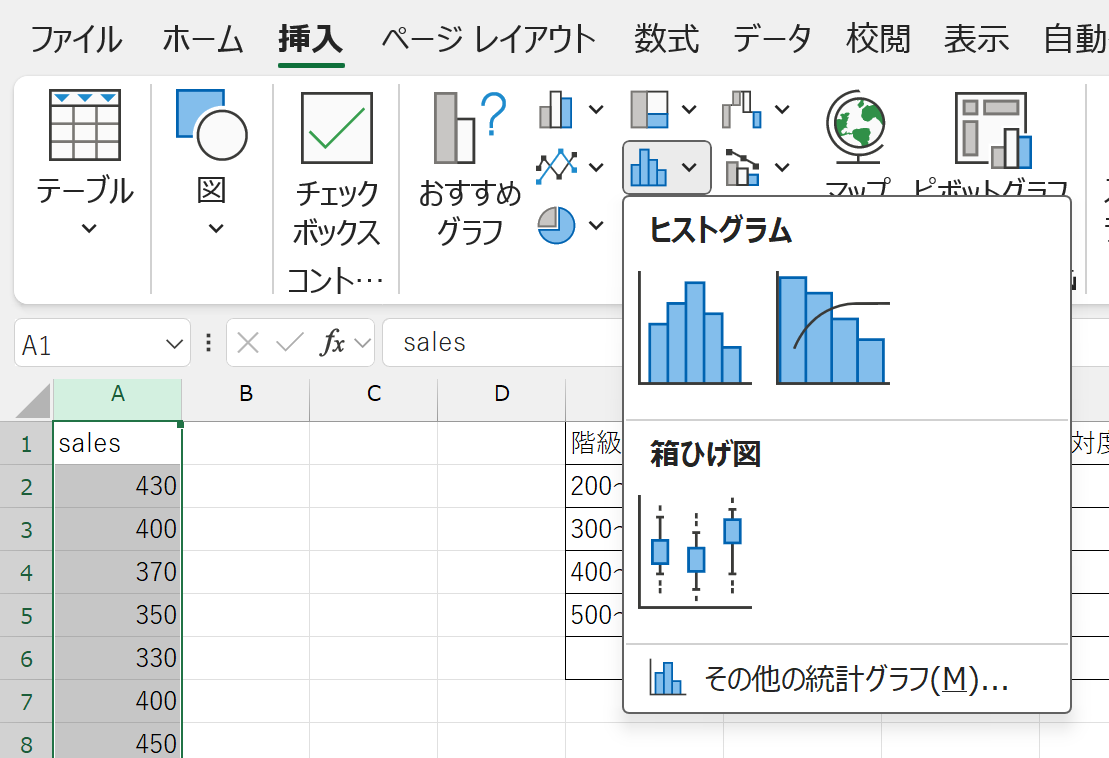 ファイル ホーム 挿入 ページ レイアウト 数式 データ 校閲 表示 自動
テーブル
図
チェック
ボックス
コント…
おすすめ
グラフ
マップ
ピボットグラフ
ヒストグラム
箱ひげ図
その他の統計グラフ(M)...
A1
fx
sales
A B C D
1 sales 階級 対度
2 430 200~
3 400 300~
4 370 400~
5 350 500~
6 330
7 400
8 450